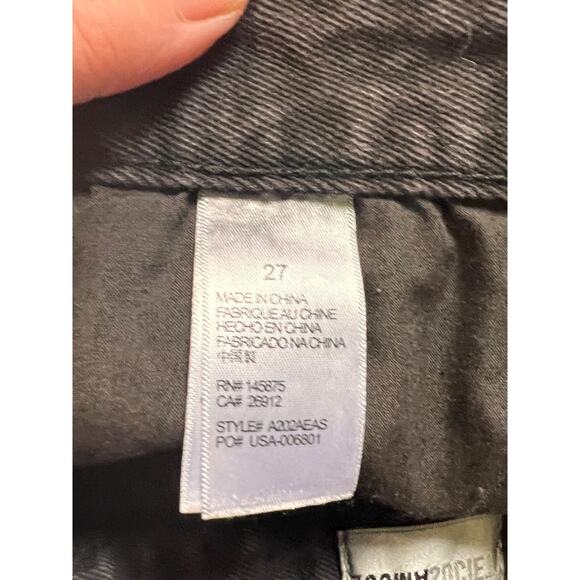 27
MADE IN CHINA
FABRIQUE AU CHINE
HECHO EN CHINA
FABRICADO NA CHINA
中国製
RN# 145875
CA# 26912
STYLE# A202AEAS
PO# USA-006801